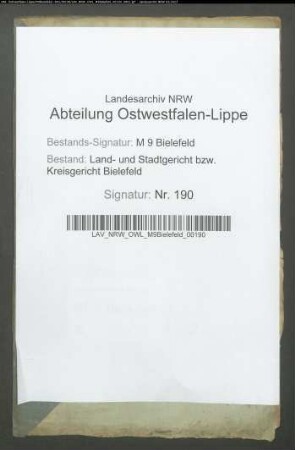 Landesarchiv NRW
Abteilung Ostwestfalen-Lippe
Bestands-Signatur: M 9 Bielefeld
Bestand: Land- und Stadtgericht bzw.
Kreisgericht Bielefeld
Signatur: Nr. 190
LAV_NRW_OWL_M9Bielefeld_00190